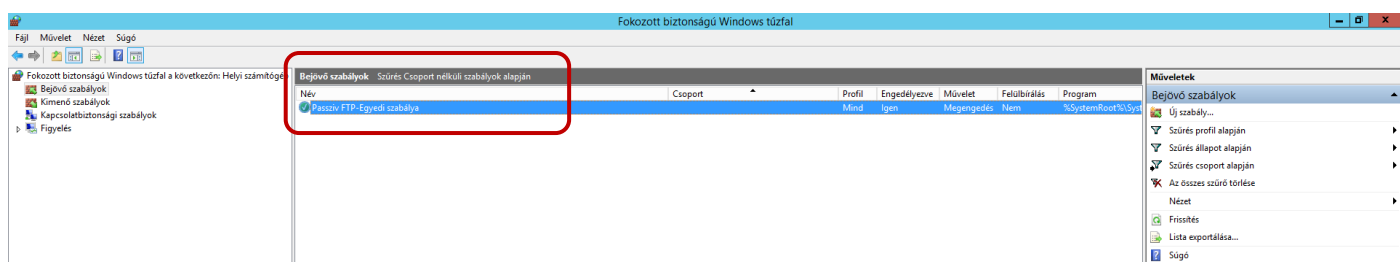 Fokozott biztonságú Windows tűzfal
Fájl Művelet Nézet Súgó
Fokozott biztonságú Windows tűzfal a következőn: Helyi számítógép
Bejövő szabályok
Kimenő szabályok
Kapcsolatbiztonsági szabályok
Figyelés
Bejövő szabályok Szűrés Csoport nélküli szabályok alapján
Név Csoport Profil Engedélyezve Művelet Felülbírálás Program
Passzív FTP-Egyedi szabálya Mind Igen Megengedés Nem %SystemRoot%\Syst
Műveletek
Bejövő szabályok
Új szabály...
Szűrés profil alapján
Szűrés állapot alapján
Szűrés csoport alapján
Az összes szűrő törlése
Nézet
Frissítés
Lista exportálása...
Súgó